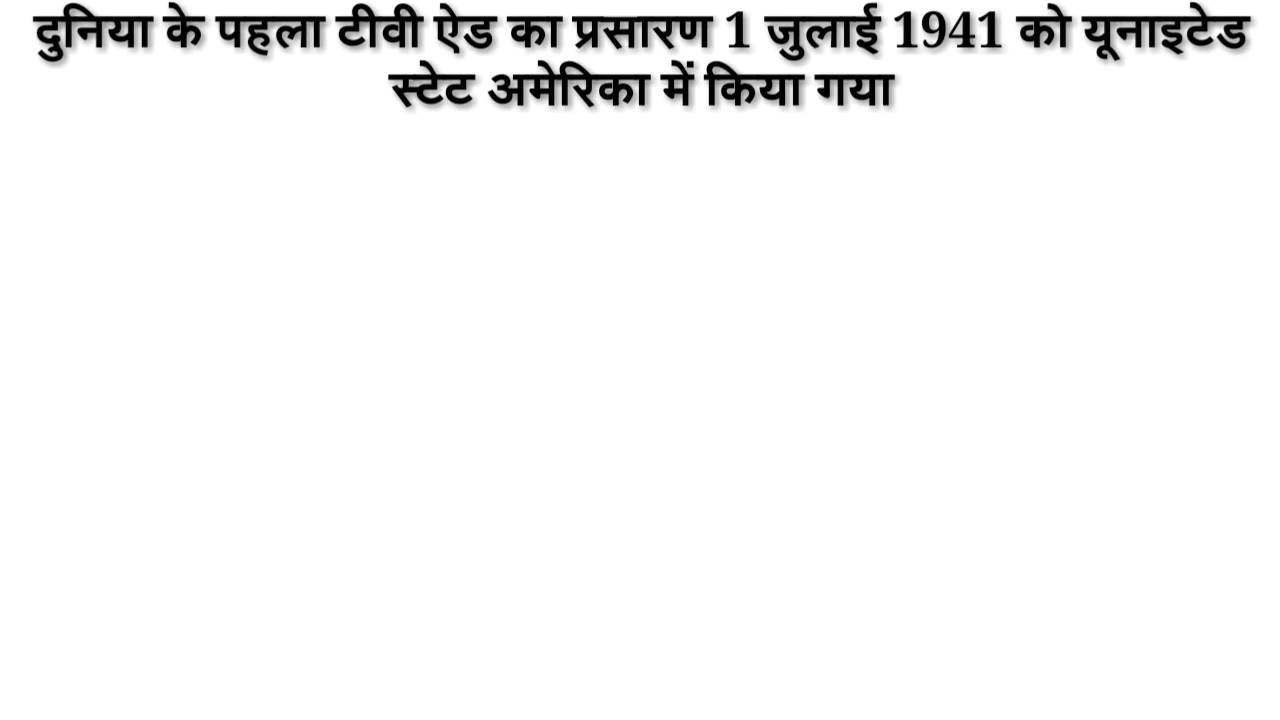 दुनिया के पहला टीवी ऐड का प्रसारण 1 जुलाई 1941 को यूनाइटेड
स्टेट अमेरिका में किया गया